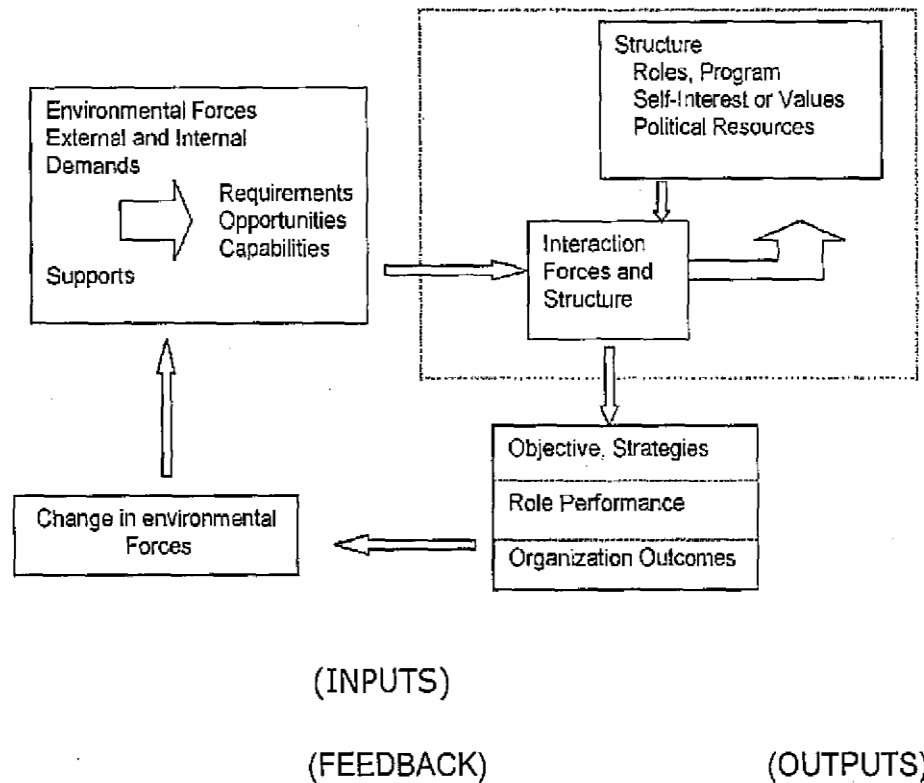 Structure
Roles, Program
Self-Interest or Values
Political Resources
Environmental Forces
External and Internal
Demands
Requirements
Opportunities
Capabilities
Supports
Interaction
Forces and
Structure
Objective, Strategies
Role Performance
Organization Outcomes
Change in environmental
Forces
(INPUTS)
(FEEDBACK)
(OUTPUTS)